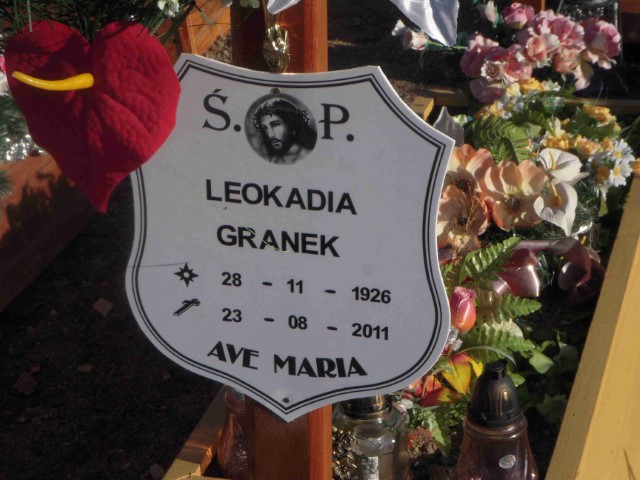 Ś. P.
LEOKADIA
GRANEK
28 - 11 - 1926
23 - 08 - 2011
AVE MARIA